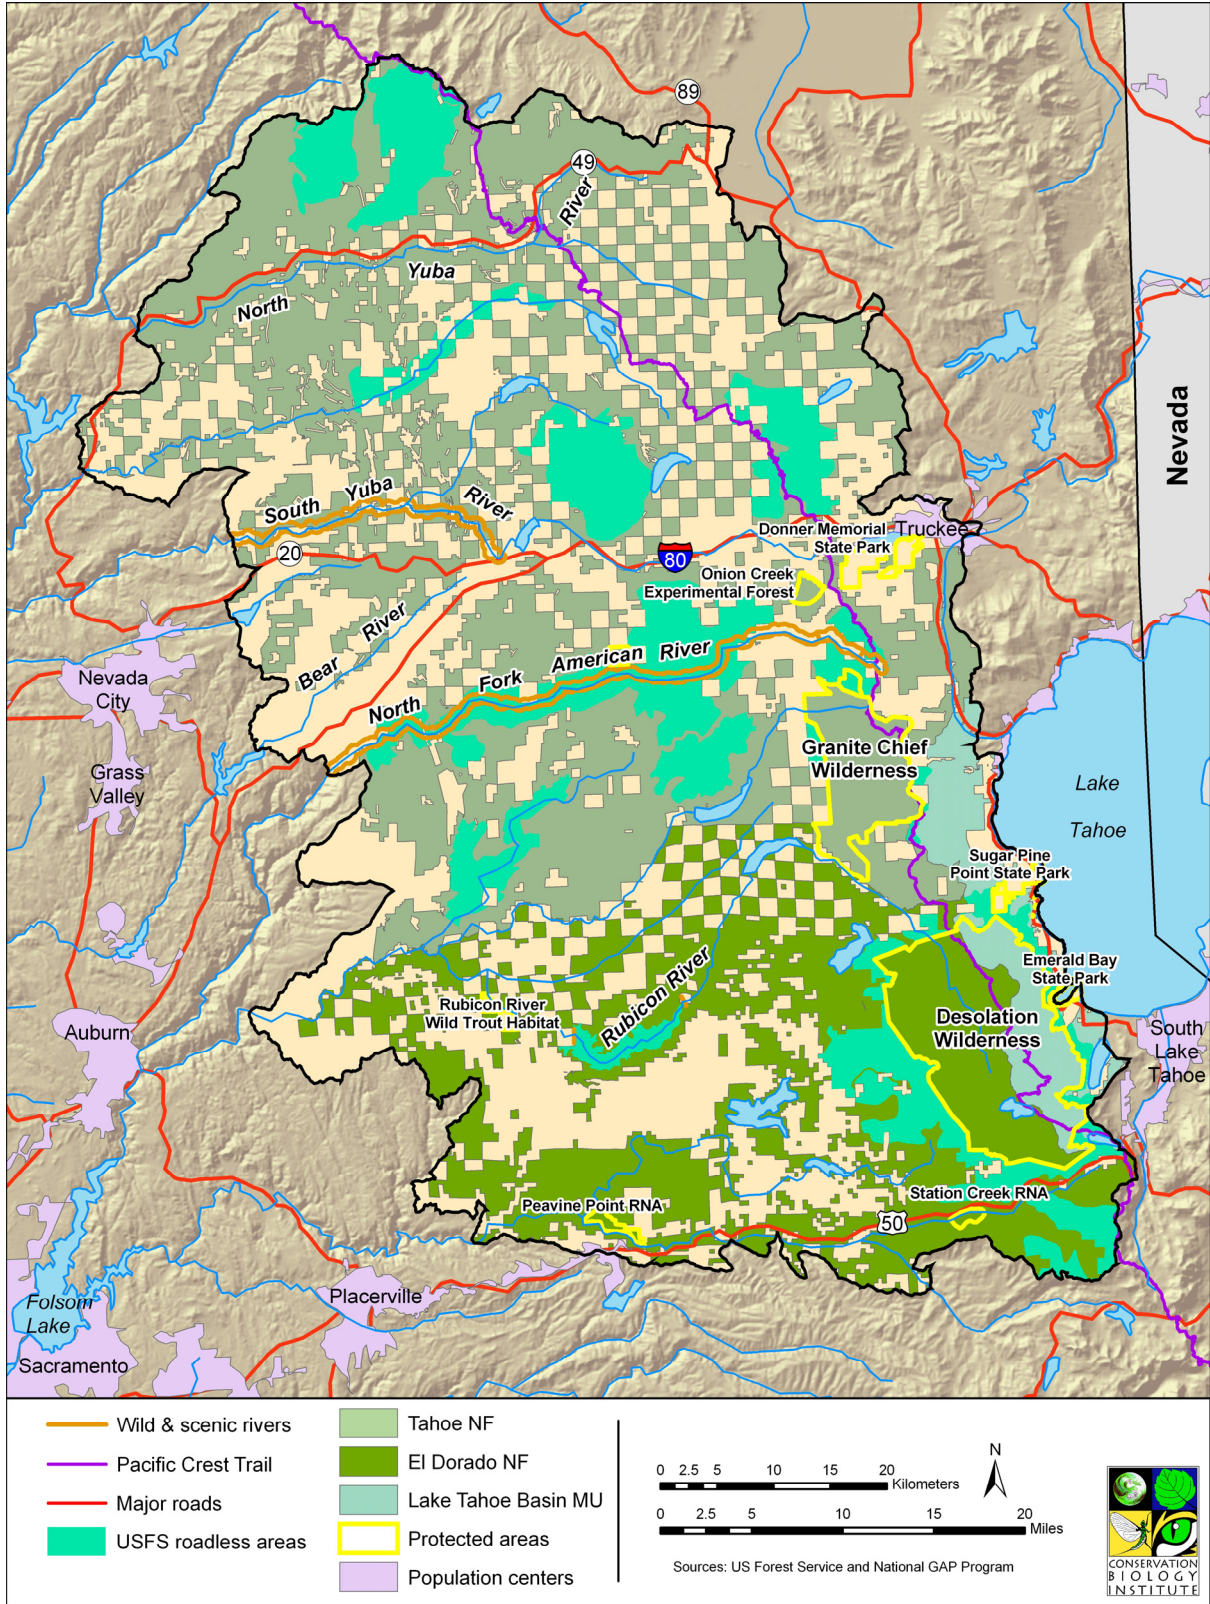 89
49
River
Yuba
North
Nevada
South
Yuba
River
20
80
Donner Memorial
State Park
Truckee
Onion Creek
Experimental Forest
Bear
River
North
Fork
American
River
Nevada
City
Grass
Valley
Granite Chief
Wilderness
Lake
Tahoe
Sugar Pine
Point State Park
Emerald Bay
State Park
Rubicon River
Wild Trout Habitat
Rubicon River
Desolation
Wilderness
Auburn
South
Lake
Tahoe
Station Creek RNA
Peavine Point RNA
50
Placerville
Folsom
Lake
Sacramento
Wild & scenic rivers
Pacific Crest Trail
Major roads
USFS roadless areas
Tahoe NF
El Dorado NF
Lake Tahoe Basin MU
Protected areas
Population centers
0 2.5 5 10 15 20
Kilometers
0 2.5 5 10 15 20
Miles
N
Sources: US Forest Service and National GAP Program
CONSERVATION
BIOLOGY
INSTITUTE